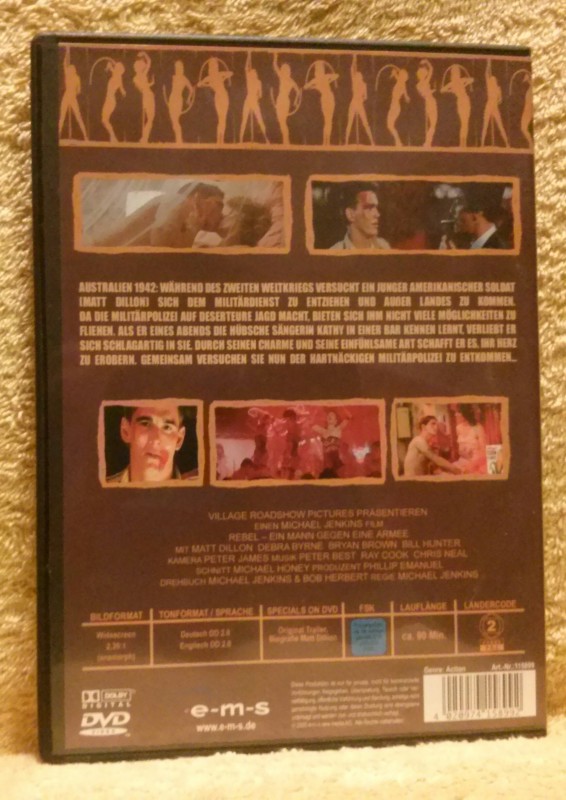 AUSTRALIEN 1942: WÄHREND DES ZWEITEN WELTKRIEGS VERSUCHT EIN JUNGER AMERIKANISCHER SOLDAT
(MATT DILLON) SICH DEM MILITÄRDIENST ZU ENTZIEHEN UND AUßER LANDES ZU KOMMEN.
DA DIE MILITÄRPOLIZEI AUF DESERTEURE JAGD MACHT, BIETEN SICH IHM NICHT VIELE MÖGLICHKEITEN ZU
FLIEHEN. ALS ER EINES ABENDS DIE HÜBSCHE SÄNGERIN KATHY IN EINER BAR KENNEN LERNT, VERLIEBT ER
SICH SCHLAGARTIG IN SIE. DURCH SEINEN CHARME UND SEINE EINFÜHLSAME ART SCHAFFT ER ES, IHR HERZ
ZU EROBERN. GEMEINSAM VERSUCHEN SIE NUN DER HARTNÄCKIGEN MILITÄRPOLIZEI ZU ENTKOMMEN...
VILLAGE ROADSHOW PICTURES PRÄSENTIEREN
EINEN MICHAEL JENKINS FILM
REBEL – EIN MANN GEGEN EINE ARMEE
MIT MATT DILLON DEBRA BYRNE BRYAN BROWN BILL HUNTER
KAMERA PETER JAMES MUSIK PETER BEST RAY COOK CHRIS NEAL
SCHNITT MICHAEL HONEY PRODUZENT PHILLIP EMANUEL
DREHBUCH MICHAEL JENKINS & BOB HERBERT REGIE MICHAEL JENKINS
BILDFORMAT TONFORMAT / SPRACHE SPECIALS ON DVD FSK LAUFLÄNGE LÄNDERCODE
Widescreen Deutsch DD 2.0 Original Trailer, ca. 90 Min. 2
Englisch DD 2.0 Biografie Matt Dillon
Genre: Action Art.-Nr.:
DOLBY
DIGITAL
DVD
VIDEO
e-m-s
www.e-m-s.de